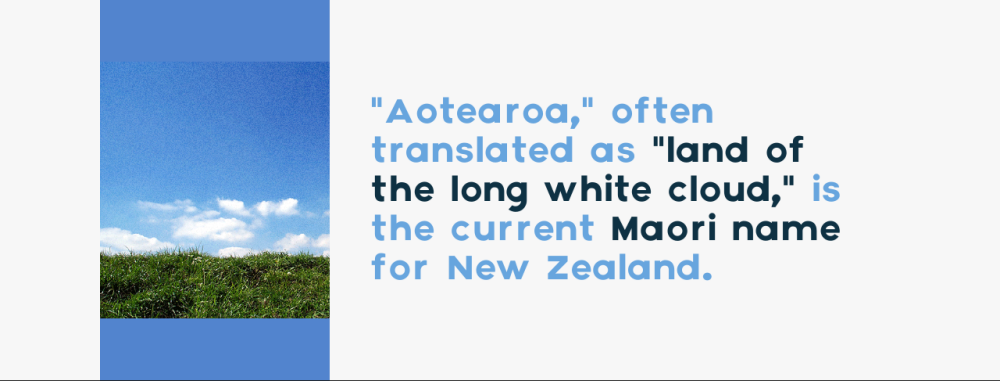 "Aotearoa," often
translated as "land of
the long white cloud," is
the current Maori name
for New Zealand.